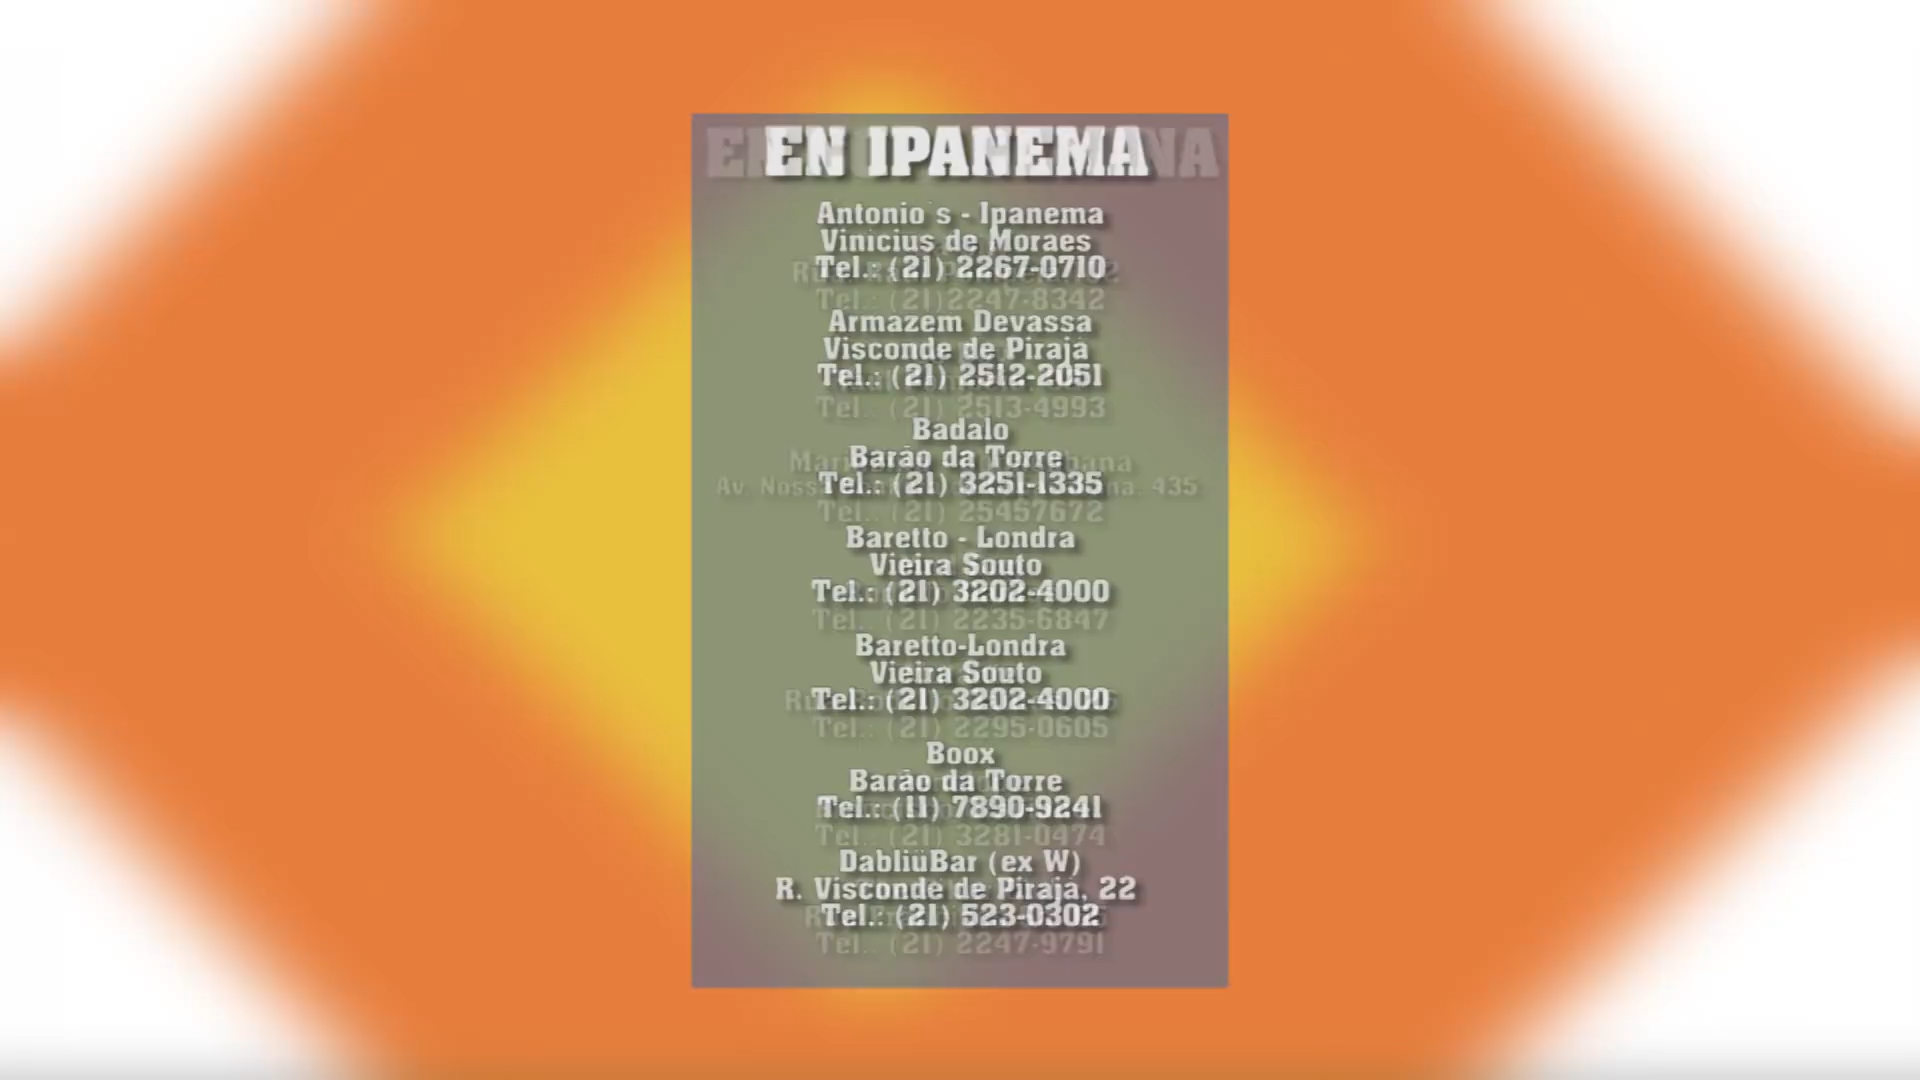 EN IPANEMA
Antonio`s - Ipanema
Vinicius de Moraes
Tel.: (21) 2267-0710
Tel.: (21)2247-8342
Armazem Devassa
Visconde de Piraja
Tel.: (21) 2512-2051
Tel.: (21) 2513-4993
Badalo
Barão da Torre
Tel.: (21) 3251-1335
Tel.: (21) 25457672
Baretto - Londra
Vieira Souto
Tel.: (21) 3202-4000
Tel.: (21) 2235-6847
Baretto-Londra
Vieira Souto
Tel.: (21) 3202-4000
Tel.: (21) 2295-0605
Boox
Barão da Torre
Tel.: (11) 7890-9241
Tel.: (21) 3281-0474
DabliüBar (ex W)
R. Visconde de Piraja, 22
Tel.: (21) 523-0302
Tel.: (21) 2247-9791